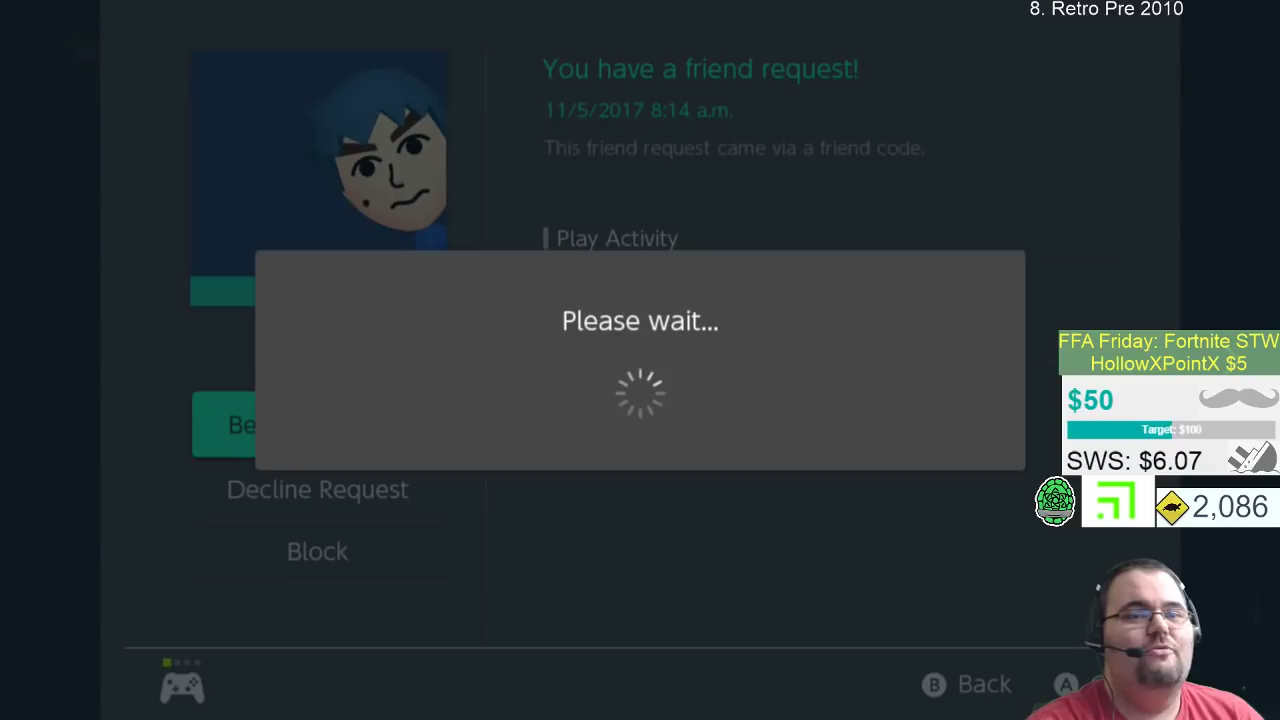 8. Retro Pre 2010
You have a friend request!
11/5/2017 8:14 a.m.
This friend request came via a friend code.
Play Activity
Please wait...
FFA Friday: Fortnite STW
HollowXPointX $5
$50
Target: $100
SWS: $6.07
2,086
Be
Decline Request
Block
B Back
A